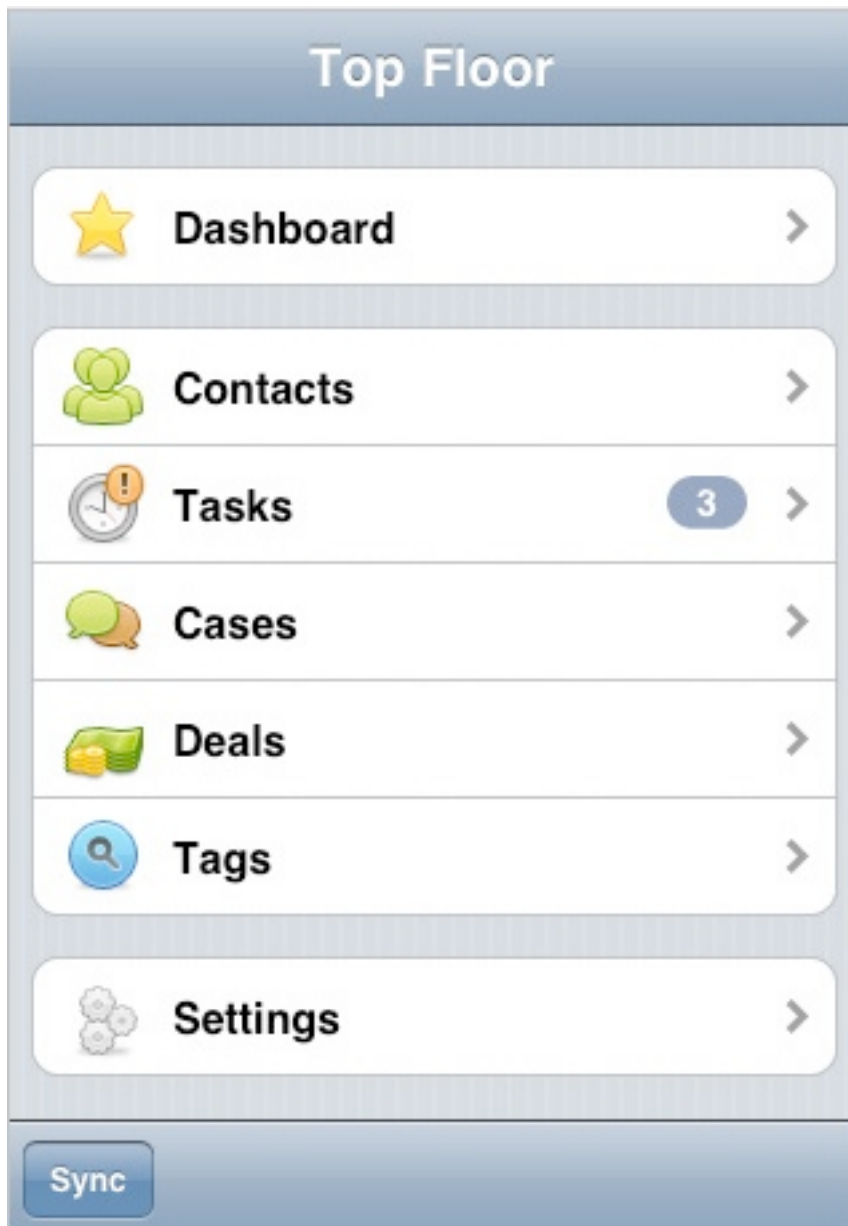 Top Floor
Dashboard
Contacts
Tasks 3
Cases
Deals
Tags
Settings
Sync